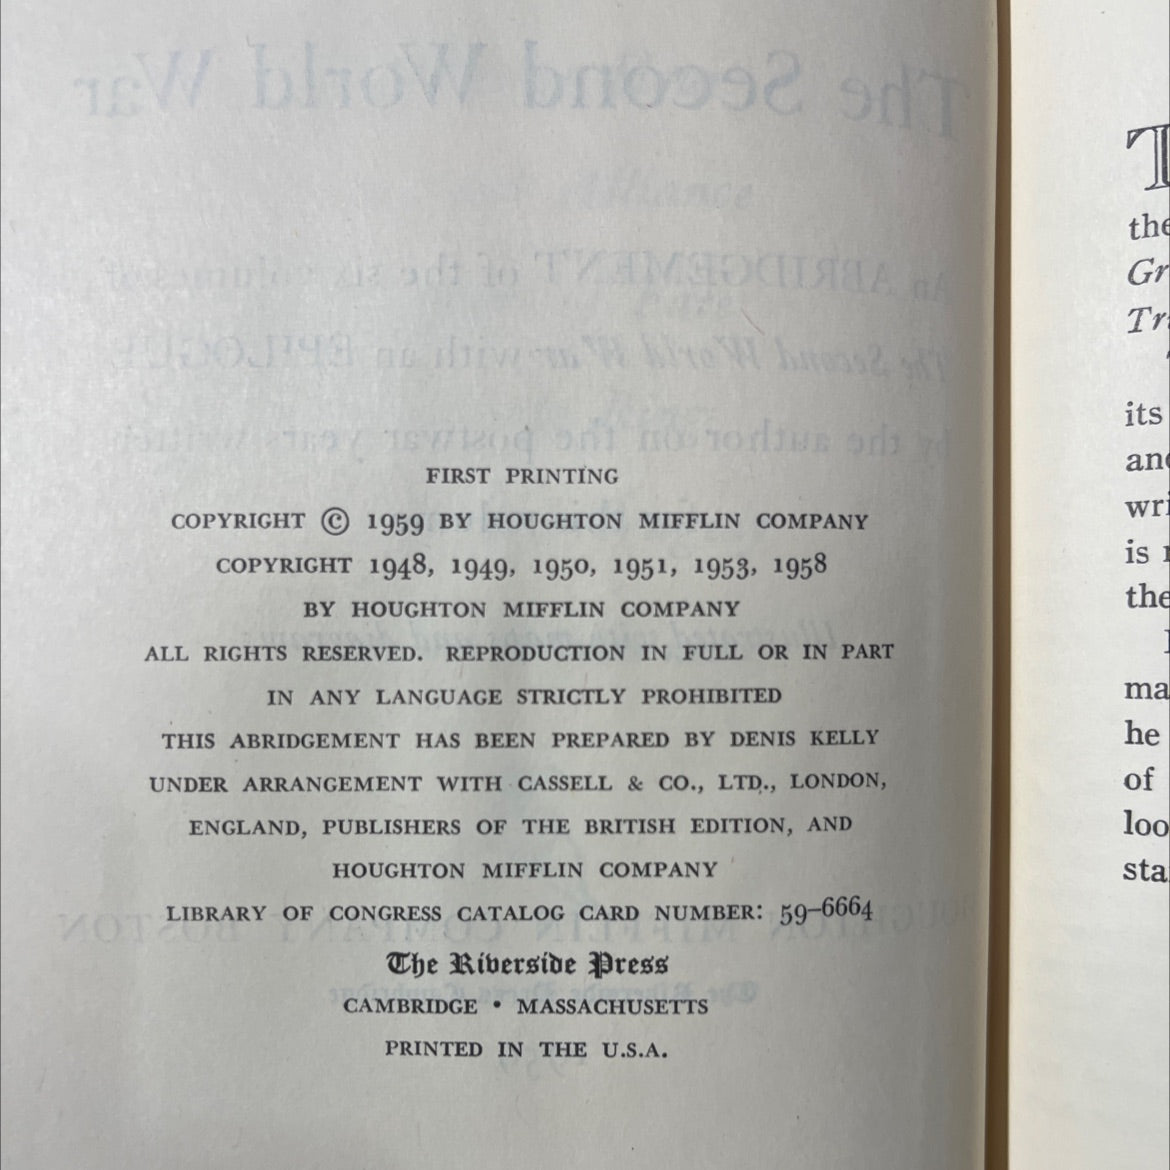 FIRST PRINTING
COPYRIGHT © 1959 BY HOUGHTON MIFFLIN COMPANY
COPYRIGHT 1948, 1949, 1950, 1951, 1953, 1958
BY HOUGHTON MIFFLIN COMPANY
ALL RIGHTS RESERVED. REPRODUCTION IN FULL OR IN PART
IN ANY LANGUAGE STRICTLY PROHIBITED
THIS ABRIDGEMENT HAS BEEN PREPARED BY DENIS KELLY
UNDER ARRANGEMENT WITH CASSELL & CO., LTD., LONDON,
ENGLAND, PUBLISHERS OF THE BRITISH EDITION, AND
HOUGHTON MIFFLIN COMPANY
LIBRARY OF CONGRESS CATALOG CARD NUMBER: 59–6664
The Riverside Press
CAMBRIDGE • MASSACHUSETTS
PRINTED IN THE U.S.A.
T
the
Gr
its
wri
is
the
ma
he
of
loo
sta